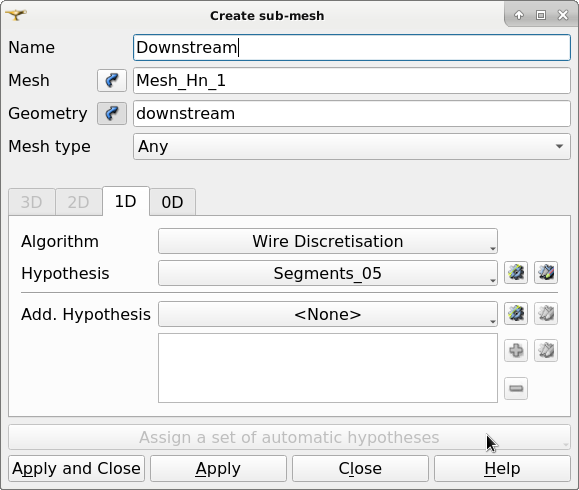 Create sub-mesh
Name Downstream
Mesh Mesh_Hn_1
Geometry downstream
Mesh type Any
3D 2D 1D 0D
Algorithm Wire Discretisation
Hypothesis Segments_05
Add. Hypothesis <None>
Assign a set of automatic hypotheses
Apply and Close Apply Close Help